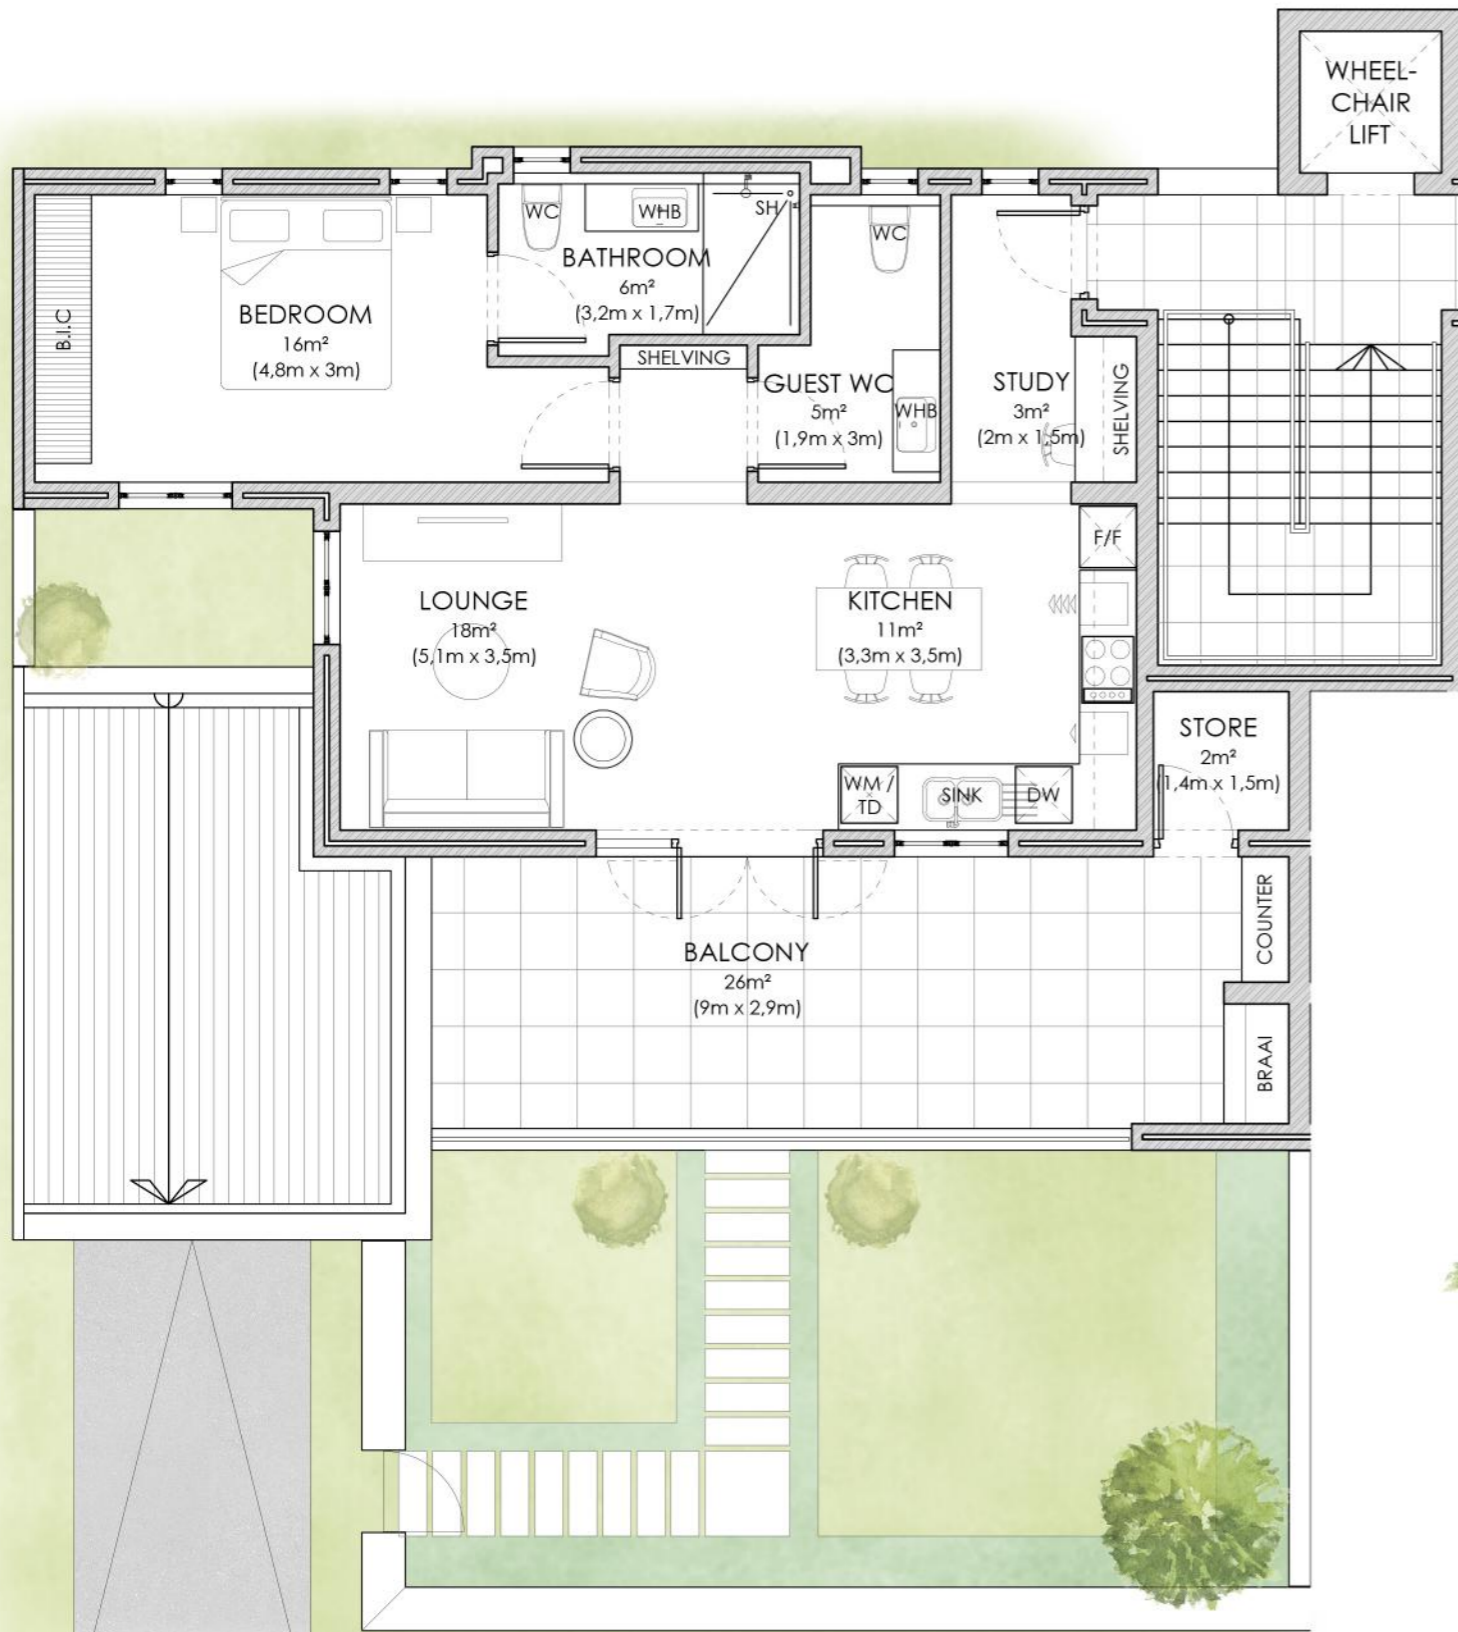 WHEEL-
CHAIR
LIFT
WC
WHB
SH/
WC
BATHROOM
6m²
(3,2m x 1,7m)
BEDROOM
16m²
(4,8m x 3m)
B.I.C
SHELVING
GUEST WC
5m²
(1,9m x 3m)
WHB
STUDY
3m²
(2m x 1,5m)
SHELVING
F/F
LOUNGE
18m²
(5,1m x 3,5m)
KITCHEN
11m²
(3,3m x 3,5m)
WM /
TD
SINK
DW
STORE
2m²
(1,4m x 1,5m)
COUNTER
BALCONY
26m²
(9m x 2,9m)
BRAAI